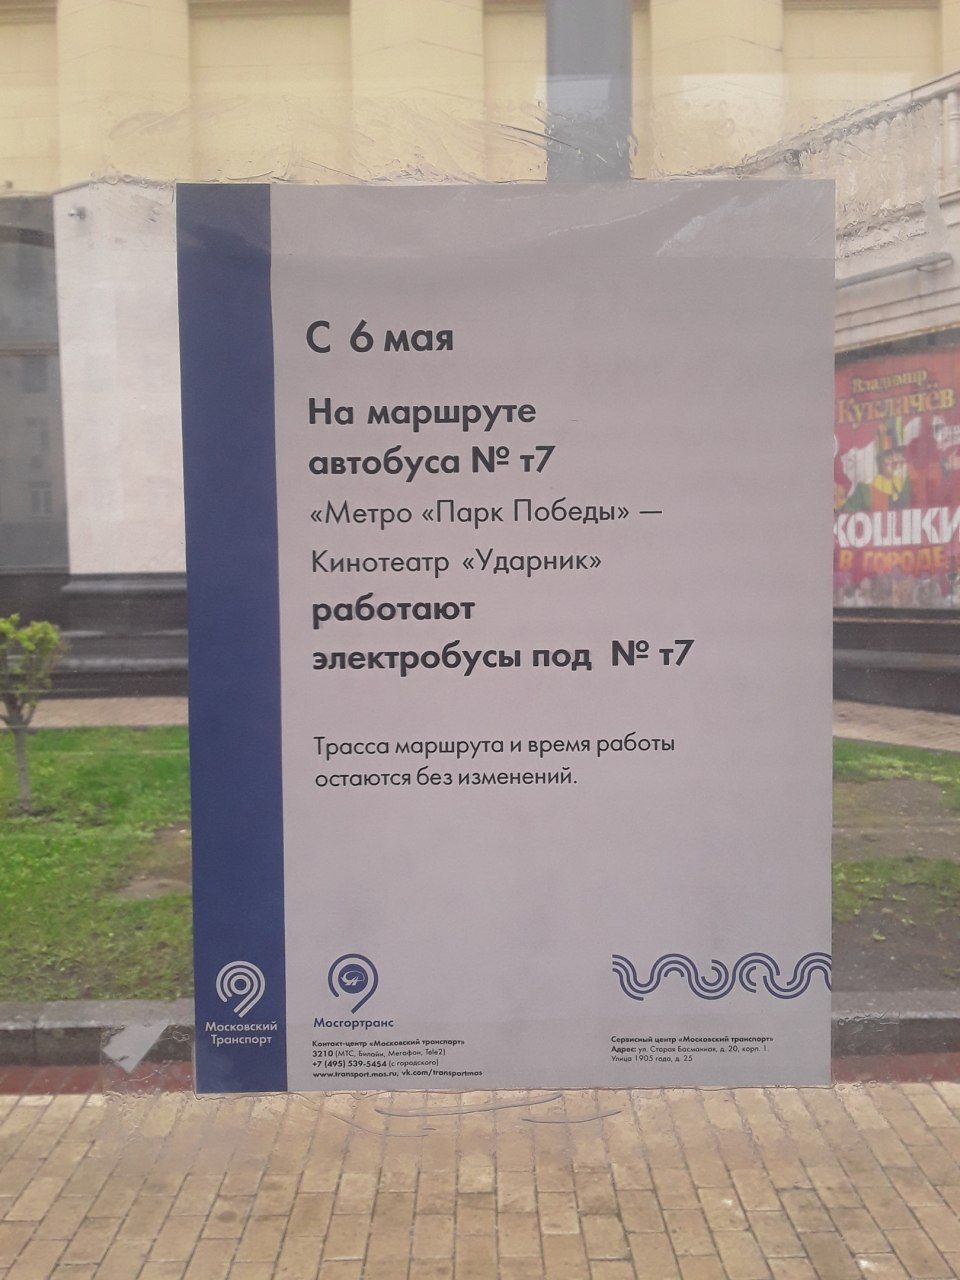 С 6 мая
На маршруте
автобуса № т7
«Метро «Парк Победы» —
Кинотеатр «Ударник»
работают
электробусы под № т7
Трасса маршрута и время работы
остаются без изменений.
Московский
Транспорт
Мосгортранс
Контакт-центр «Московский транспорт»
3210 (МТС, Билайн, Мегафон, Tele2)
+7 (495) 539-5454 (с городского)
www.transport.mos.ru, vk.com/transportmos
Сервисный центр «Московский транспорт»
Адрес: ул. Старая Басманная, д. 20, корп. 1.
Улица 1905 года, д. 25
Владимир
Куклачёв
КОШКИ
В ГОРОДЕ